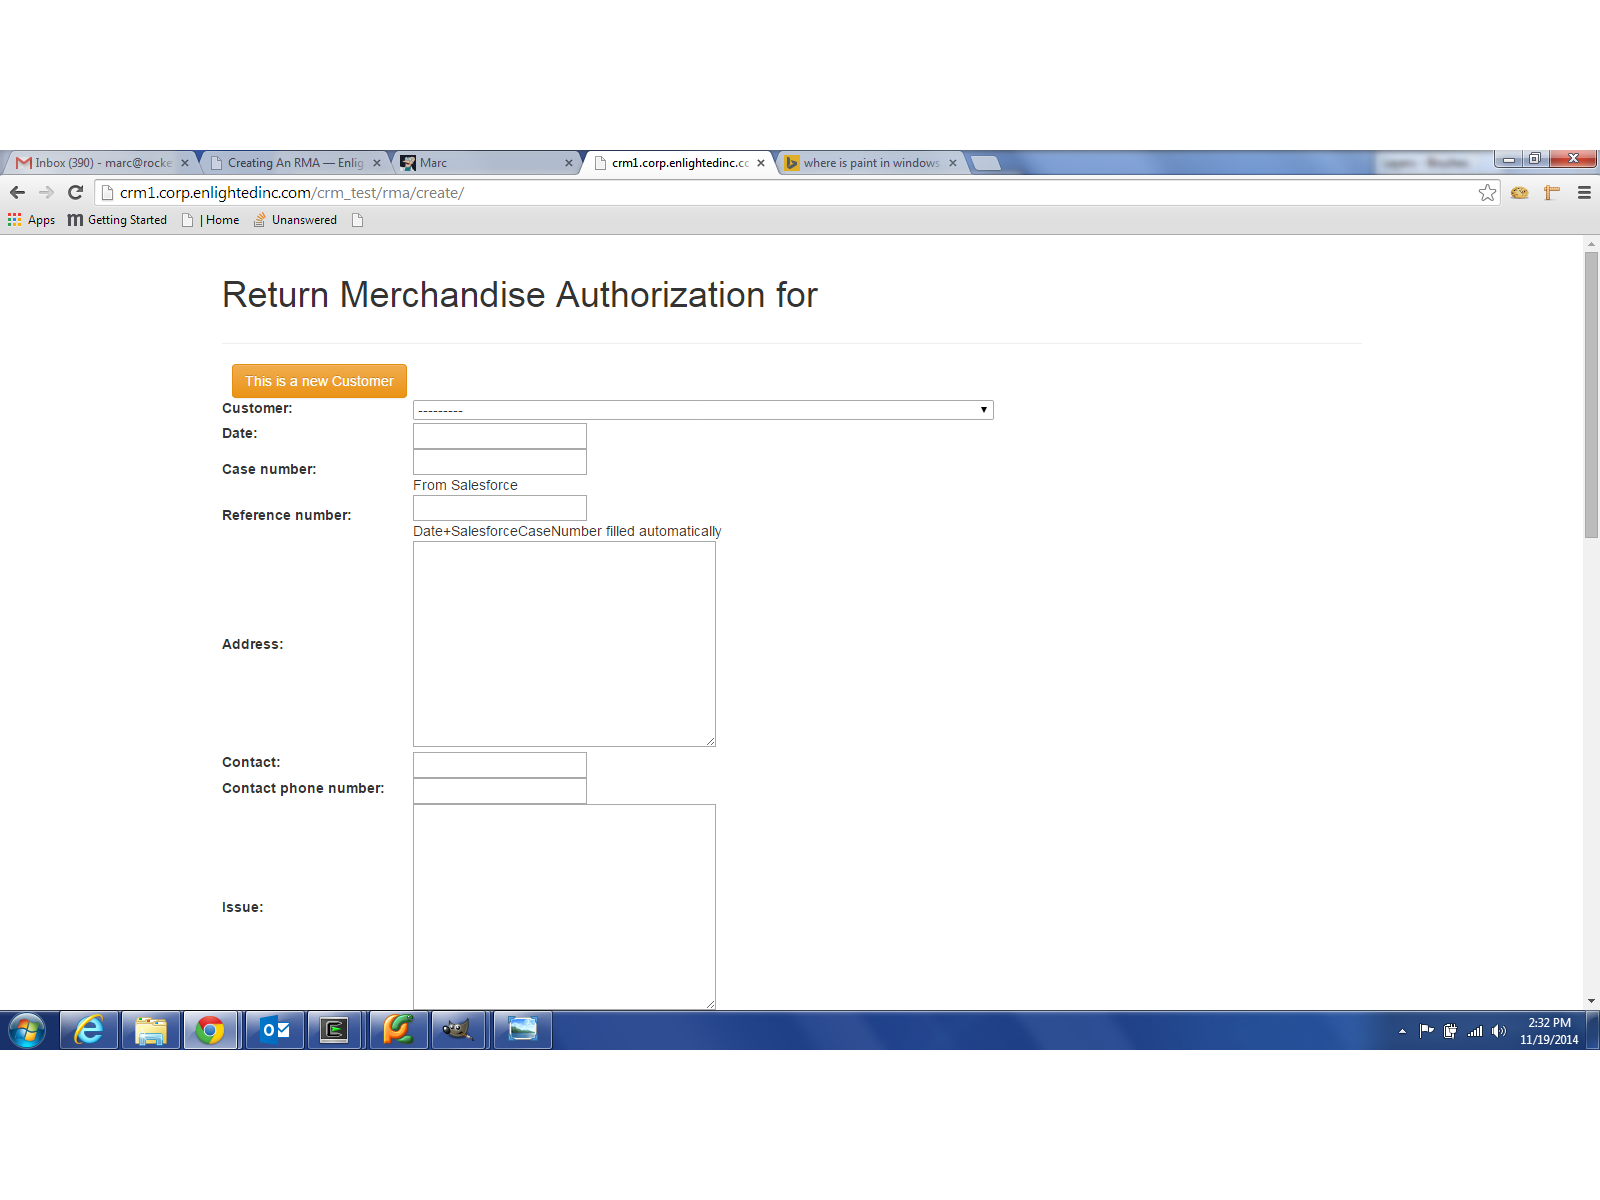 Inbox (390) - marc@rocke
Creating An RMA — Enlig
Marc
crm1.corp.enlightedinc.cc
where is paint in windows
crm1.corp.enlightedinc.com/crm_test/rma/create/
Apps
Getting Started
| Home
Unanswered
Return Merchandise Authorization for
This is a new Customer
Customer: ---------
Date:
Case number:
From Salesforce
Reference number:
Date+SalesforceCaseNumber filled automatically
Address:
Contact:
Contact phone number:
Issue:
2:32 PM
11/19/2014